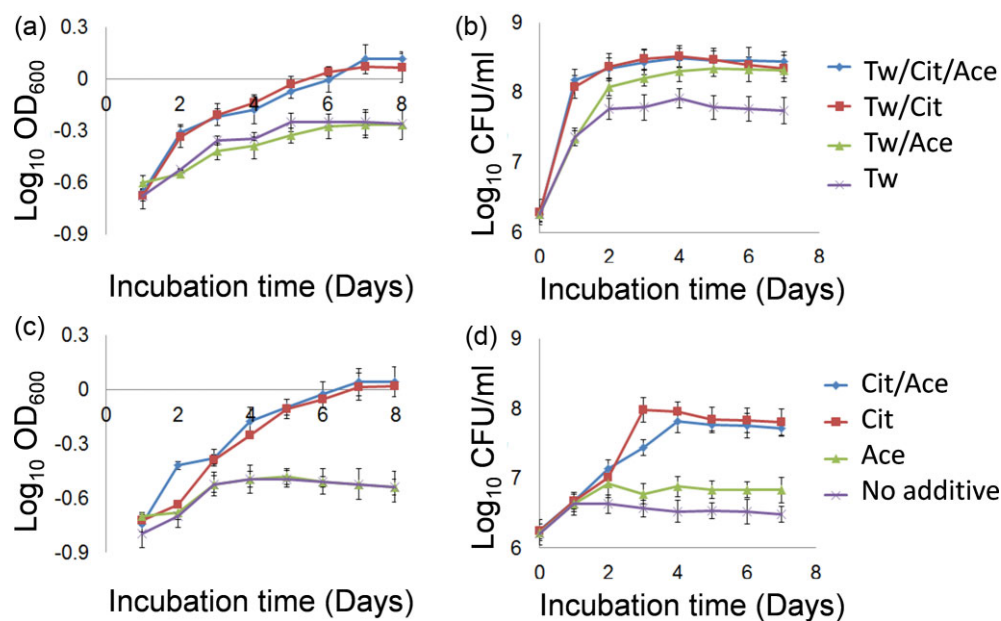 (a)
0.3
0
-0.3
-0.6
-0.9
0 2 4 6 8
Log10 OD600
Incubation time (Days)
(b)
9
8
7
6
0 2 4 6 8
Log10 CFU/ml
Incubation time (Days)
Tw/Cit/Ace
Tw/Cit
Tw/Ace
Tw
(c)
0.3
0
-0.3
-0.6
-0.9
0 2 4 6 8
Log10 OD600
Incubation time (Days)
(d)
9
8
7
6
0 2 4 6 8
Log10 CFU/ml
Incubation time (Days)
Cit/Ace
Cit
Ace
No additive